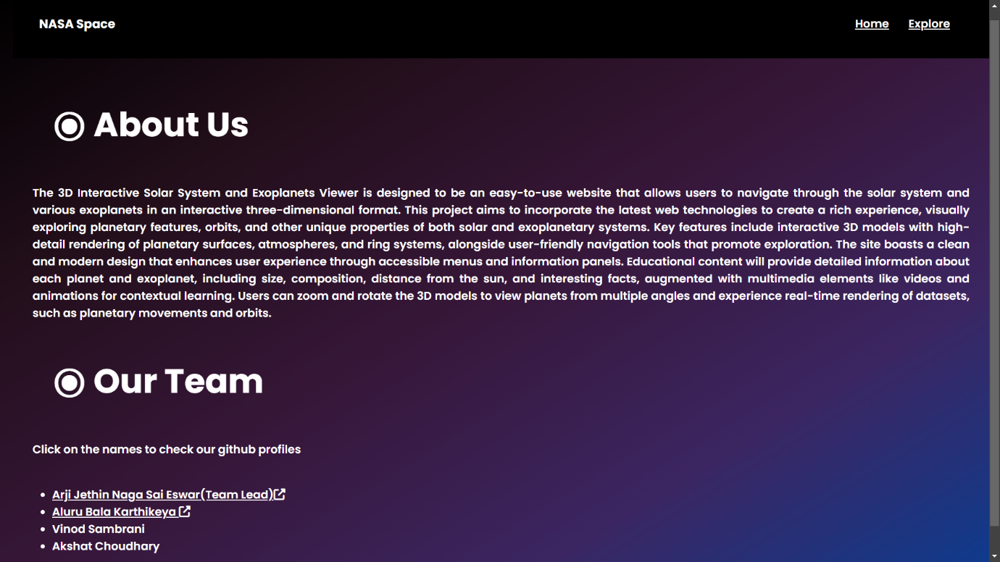 NASA Space
Home Explore
About Us
The 3D Interactive Solar System and Exoplanets Viewer is designed to be an easy-to-use website that allows users to navigate through the solar system and
various exoplanets in an interactive three-dimensional format. This project aims to incorporate the latest web technologies to create a rich experience, visually
exploring planetary features, orbits, and other unique properties of both solar and exoplanetary systems. Key features include interactive 3D models with high-
detail rendering of planetary surfaces, atmospheres, and ring systems, alongside user-friendly navigation tools that promote exploration. The site boasts a clean
and modern design that enhances user experience through accessible menus and information panels. Educational content will provide detailed information about
each planet and exoplanet, including size, composition, distance from the sun, and interesting facts, augmented with multimedia elements like videos and
animations for contextual learning. Users can zoom and rotate the 3D models to view planets from multiple angles and experience real-time rendering of datasets,
such as planetary movements and orbits.
Our Team
Click on the names to check our github profiles
• Arji Jethin Naga Sai Eswar(Team Lead)
• Aluru Bala Karthikeya
• Vinod Sambrani
• Akshat Choudhary